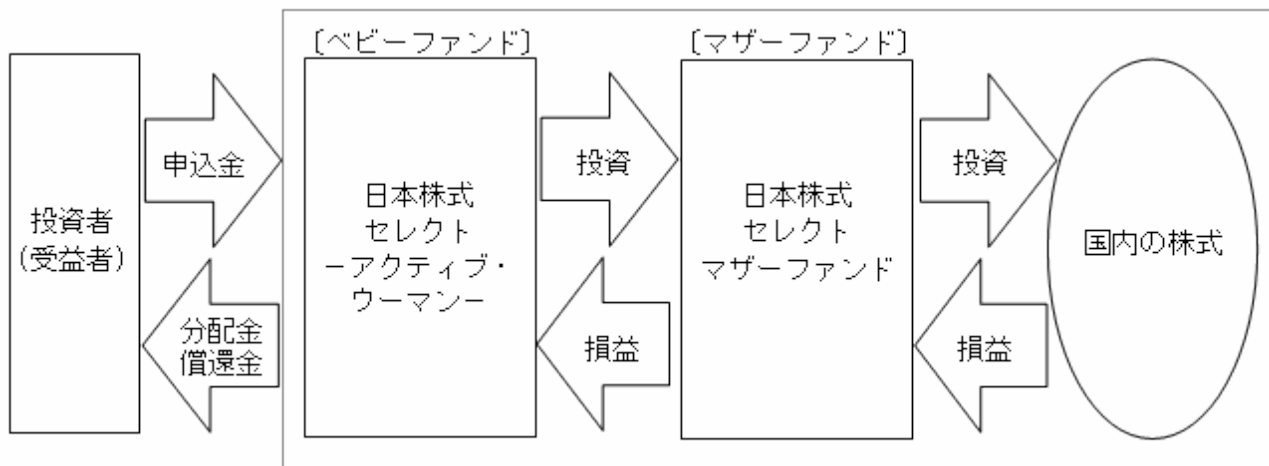 〔ベビーファンド〕
〔マザーファンド〕
投資者
(受益者)
申込金
分配金
償還金
日本株式
セレクト
－アクティブ・
ウーマン－
投資
損益
日本株式
セレクト
マザーファンド
投資
損益
国内の株式